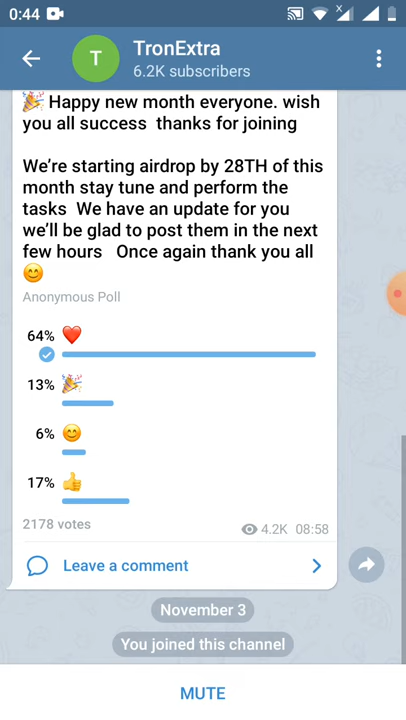 0:44
TronExtra
T
6.2K subscribers
🎉 Happy new month everyone. wish
you all success  thanks for joining
We're starting airdrop by 28TH of this
month stay tune and perform the
tasks  We have an update for you
we'll be glad to post them in the next
few hours   Once again thank you all
😊
Anonymous Poll
64% ❤️
13% 🎉
6% 😊
17% 👍
2178 votes
4.2K 08:58
Leave a comment
November 3
You joined this channel
MUTE